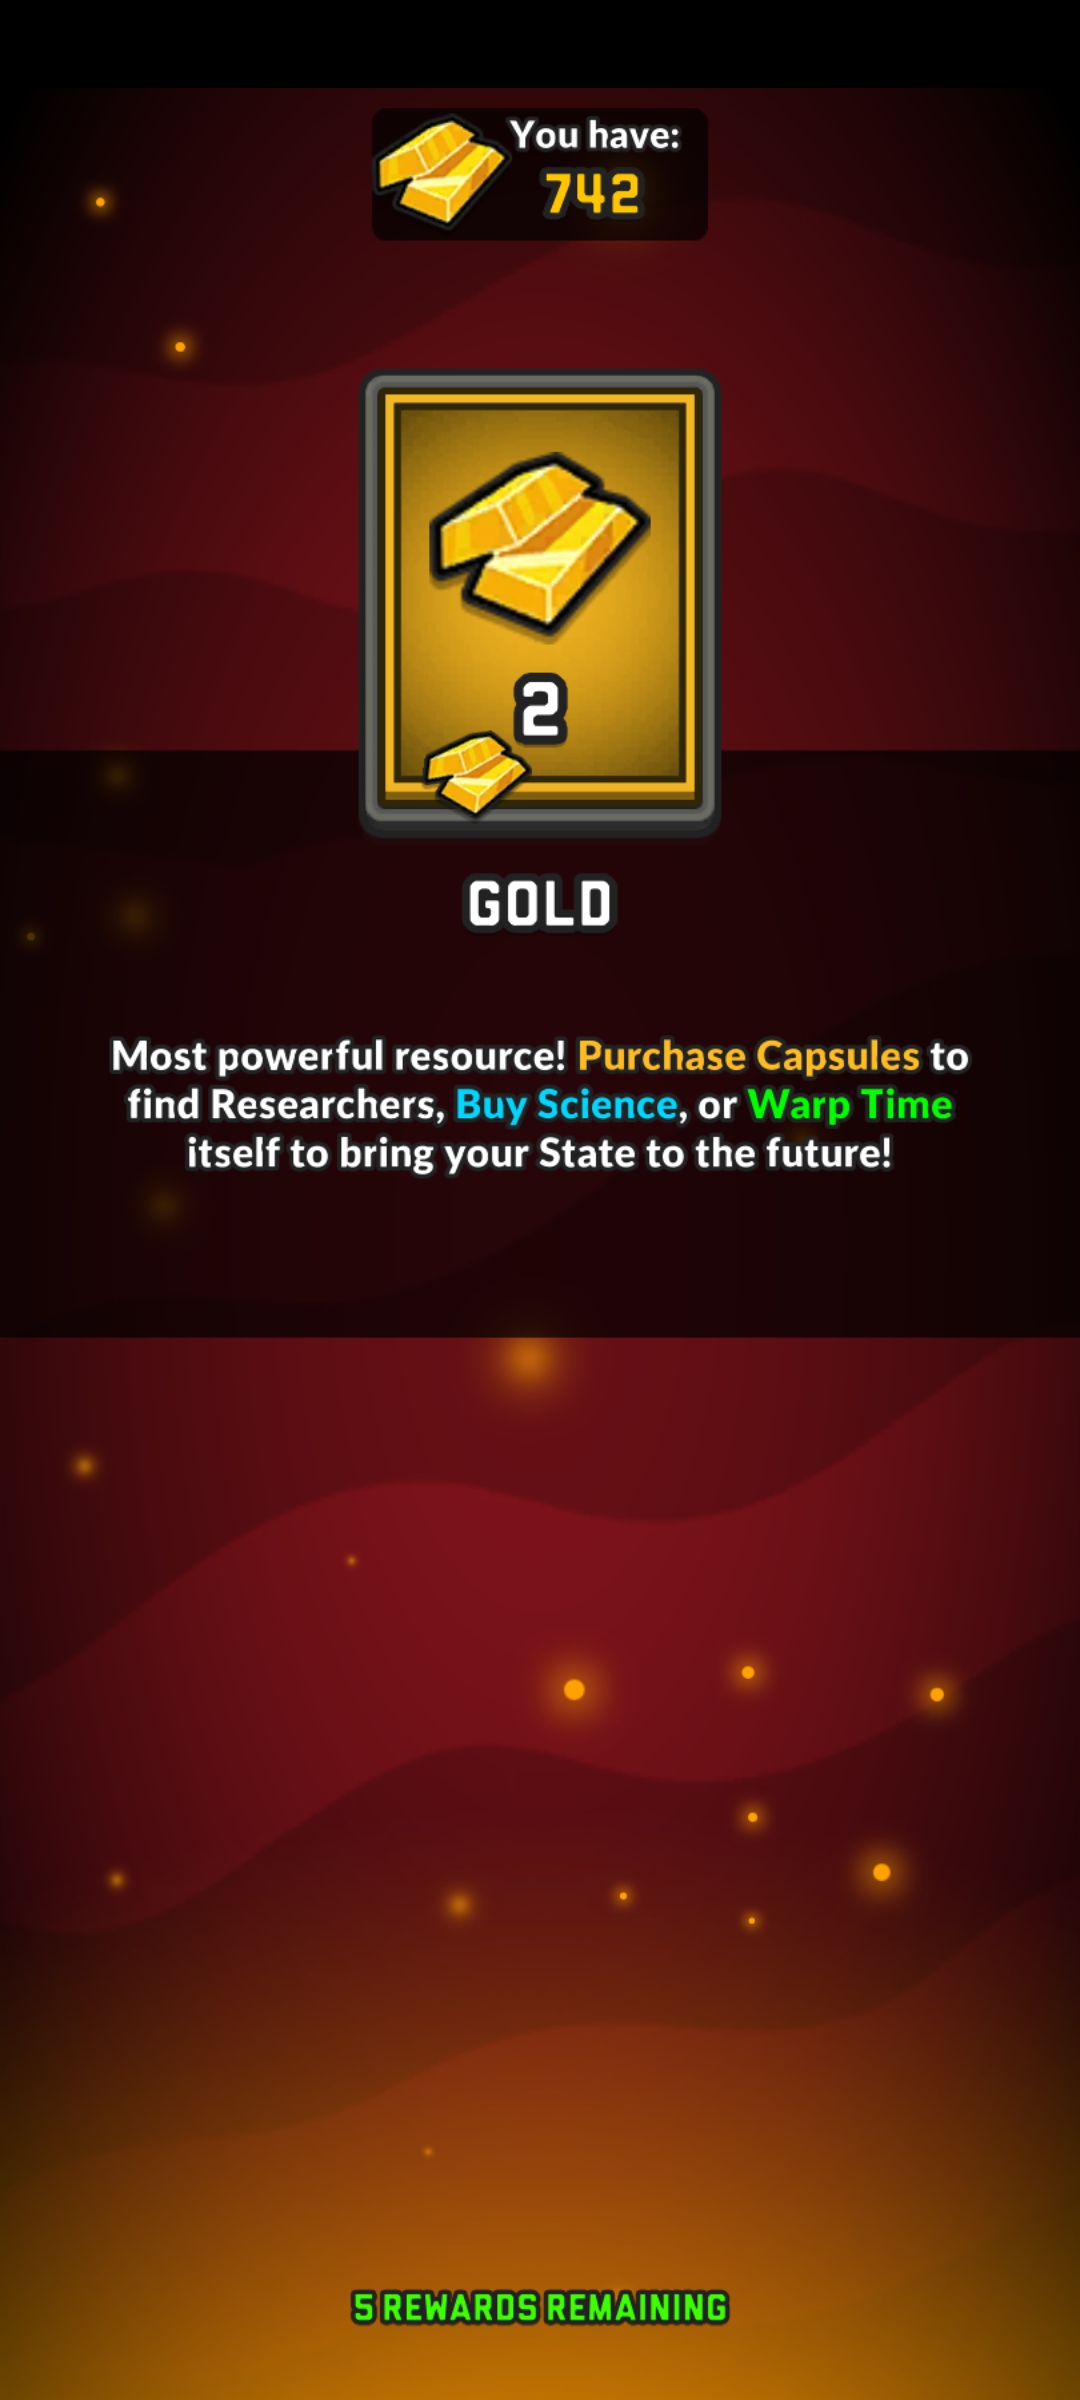 You have:
742
2
GOLD
Most powerful resource! Purchase Capsules to
find Researchers, Buy Science, or Warp Time
itself to bring your State to the future!
5 REWARDS REMAINING